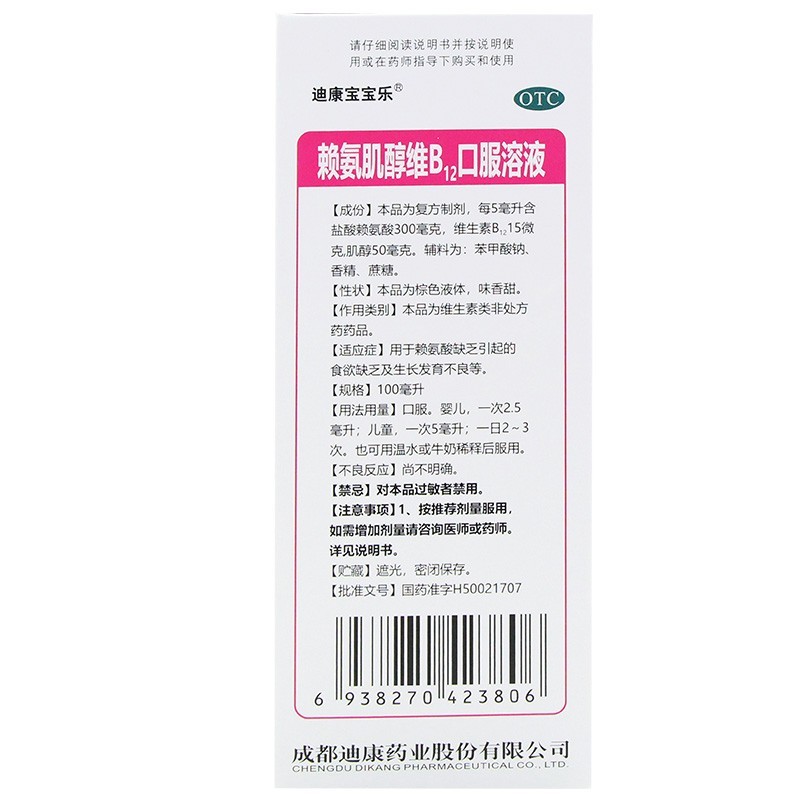 请仔细阅读说明书并按说明使
用或在药师指导下购买和使用
迪康宝宝乐®
OTC
赖氨肌醇维B12口服溶液
【成份】本品为复方制剂，每5毫升含
盐酸赖氨酸300毫克，维生素B12 15微
克,肌醇50毫克。辅料为：苯甲酸钠、
香精、蔗糖。
【性状】本品为棕色液体，味香甜。
【作用类别】本品为维生素类非处方
药药品。
【适应症】用于赖氨酸缺乏引起的
食欲缺乏及生长发育不良等。
【规格】100毫升
【用法用量】口服。婴儿，一次2.5
毫升；儿童，一次5毫升；一日2～3
次。也可用温水或牛奶稀释后服用。
【不良反应】尚不明确。
【禁忌】对本品过敏者禁用。
【注意事项】1、按推荐剂量服用，
如需增加剂量请咨询医师或药师。
详见说明书。
【贮藏】遮光，密闭保存。
【批准文号】国药准字H50021707
6 938270 423806
成都迪康药业股份有限公司
CHENGDU DIKANG PHARMACEUTICAL CO., LTD.